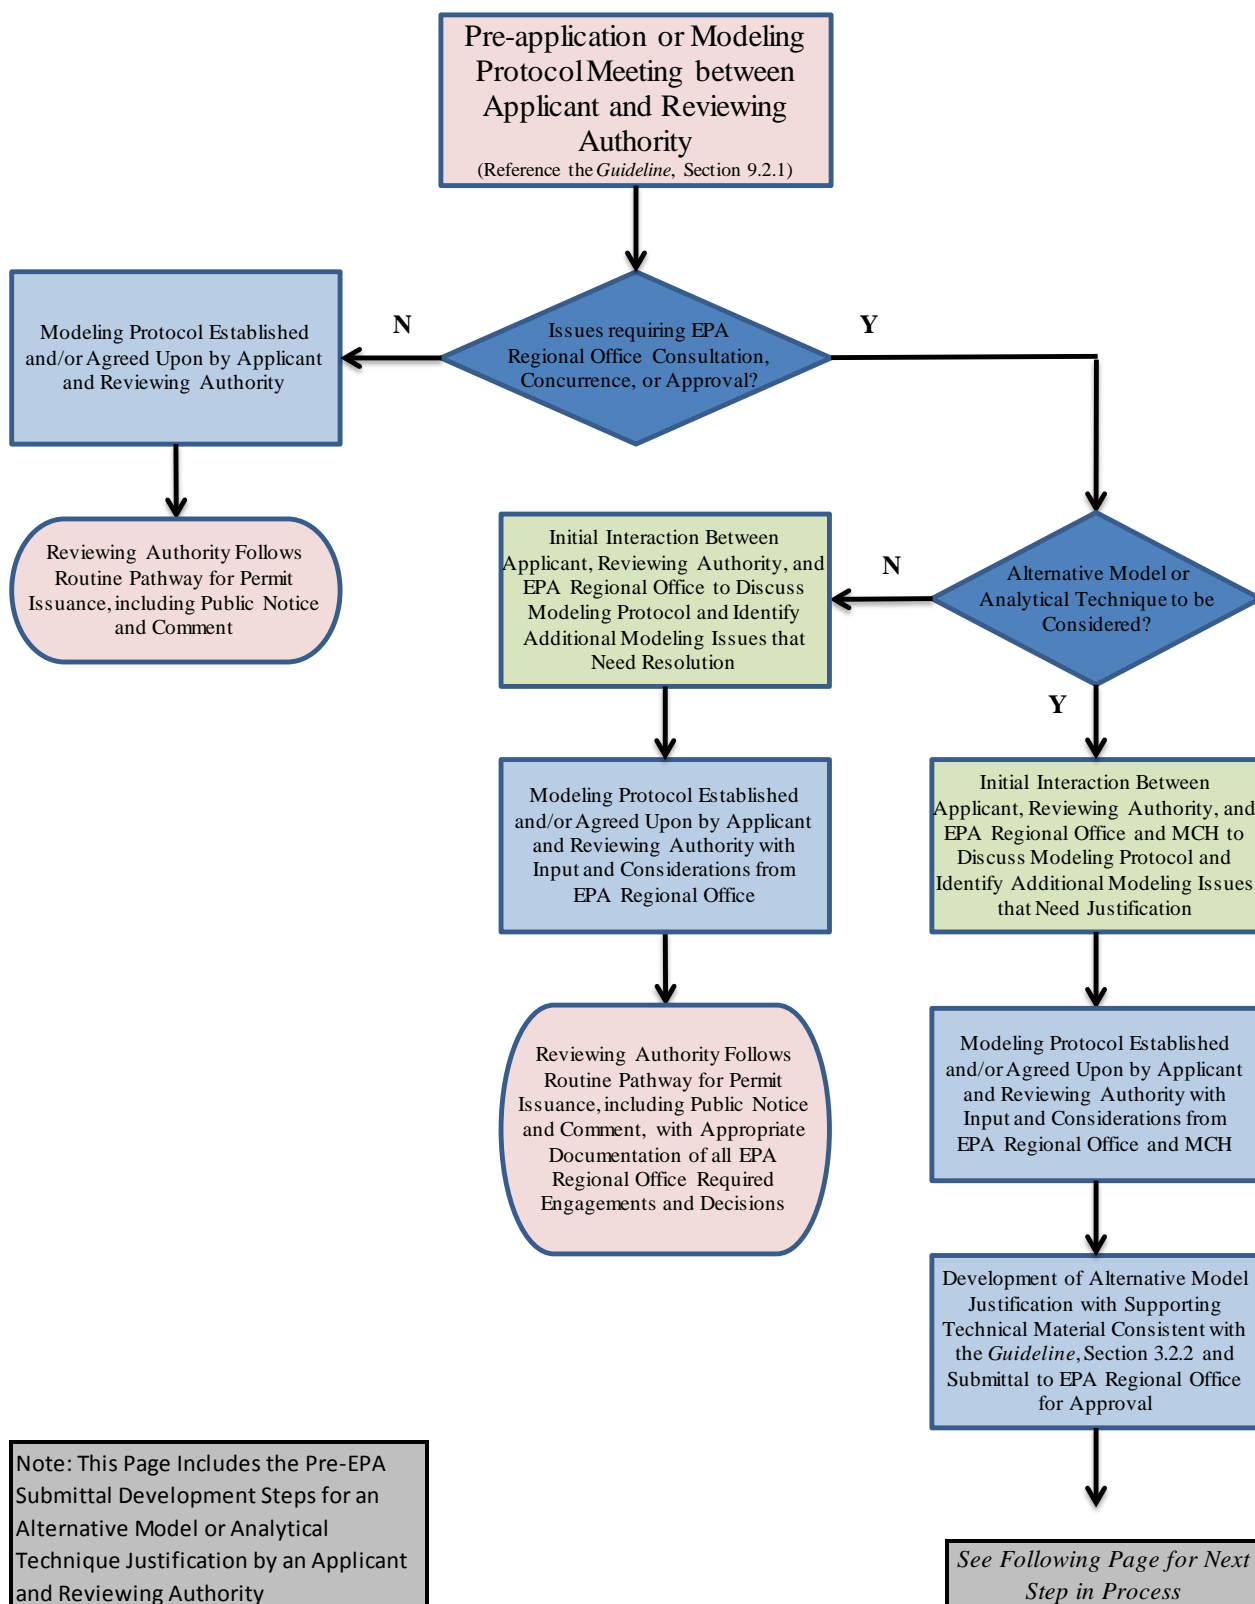 Pre-application or Modeling
Protocol Meeting between
Applicant and Reviewing
Authority
(Reference the Guideline, Section 9.2.1)
Issues requiring EPA
Regional Office Consultation,
Concurrence, or Approval?
N
Y
Modeling Protocol Established
and/or Agreed Upon by Applicant
and Reviewing Authority
Reviewing Authority Follows
Routine Pathway for Permit
Issuance, including Public Notice
and Comment
Alternative Model or
Analytical Technique to be
Considered?
N
Y
Initial Interaction Between
Applicant, Reviewing Authority, and
EPA Regional Office to Discuss
Modeling Protocol and Identify
Additional Modeling Issues that
Need Resolution
Modeling Protocol Established
and/or Agreed Upon by Applicant
and Reviewing Authority with
Input and Considerations from
EPA Regional Office
Reviewing Authority Follows
Routine Pathway for Permit
Issuance, including Public Notice
and Comment, with Appropriate
Documentation of all EPA
Regional Office Required
Engagements and Decisions
Initial Interaction Between
Applicant, Reviewing Authority, and
EPA Regional Office and MCH to
Discuss Modeling Protocol and
Identify Additional Modeling Issues
that Need Justification
Modeling Protocol Established
and/or Agreed Upon by Applicant
and Reviewing Authority with
Input and Considerations from
EPA Regional Office and MCH
Development of Alternative Model
Justification with Supporting
Technical Material Consistent with
the Guideline, Section 3.2.2 and
Submittal to EPA Regional Office
for Approval
Note: This Page Includes the Pre-EPA
Submittal Development Steps for an
Alternative Model or Analytical
Technique Justification by an Applicant
and Reviewing Authority
See Following Page for Next
Step in Process